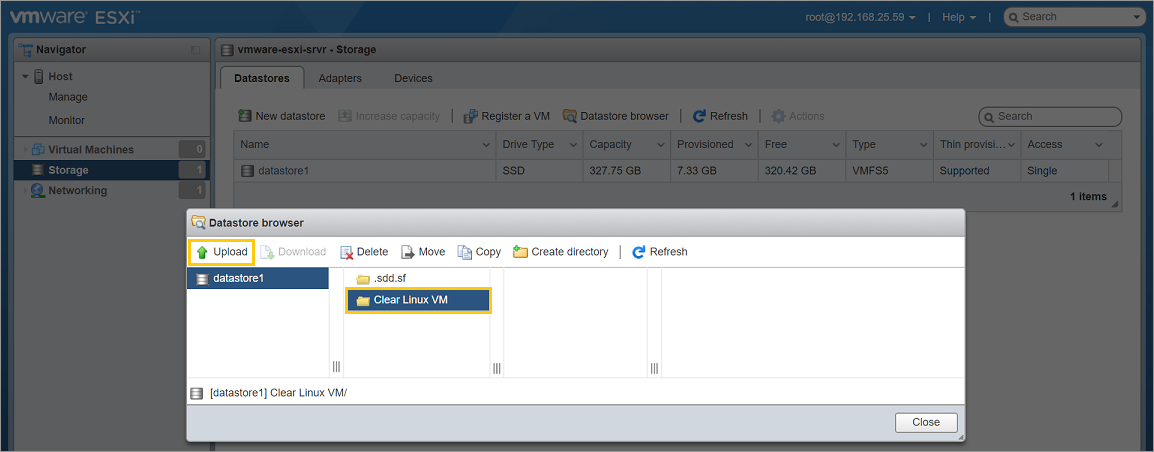 vmware ESXi™ root@192.168.25.59 | Help | Search
Navigator
vmware-esxi-srvr - Storage
Host
Manage
Monitor
Virtual Machines 0
Storage 1
Networking 1
Datastores Adapters Devices
New datastore Increase capacity | Register a VM Datastore browser | Refresh | Actions Search
Name Drive Type Capacity Provisioned Free Type Thin provisi... Access
datastore1 SSD 327.75 GB 7.33 GB 320.42 GB VMFS5 Supported Single
1 items
Datastore browser
Upload Download Delete Move Copy Create directory | Refresh
datastore1
.sdd.sf
Clear Linux VM
[datastore1] Clear Linux VM/
Close